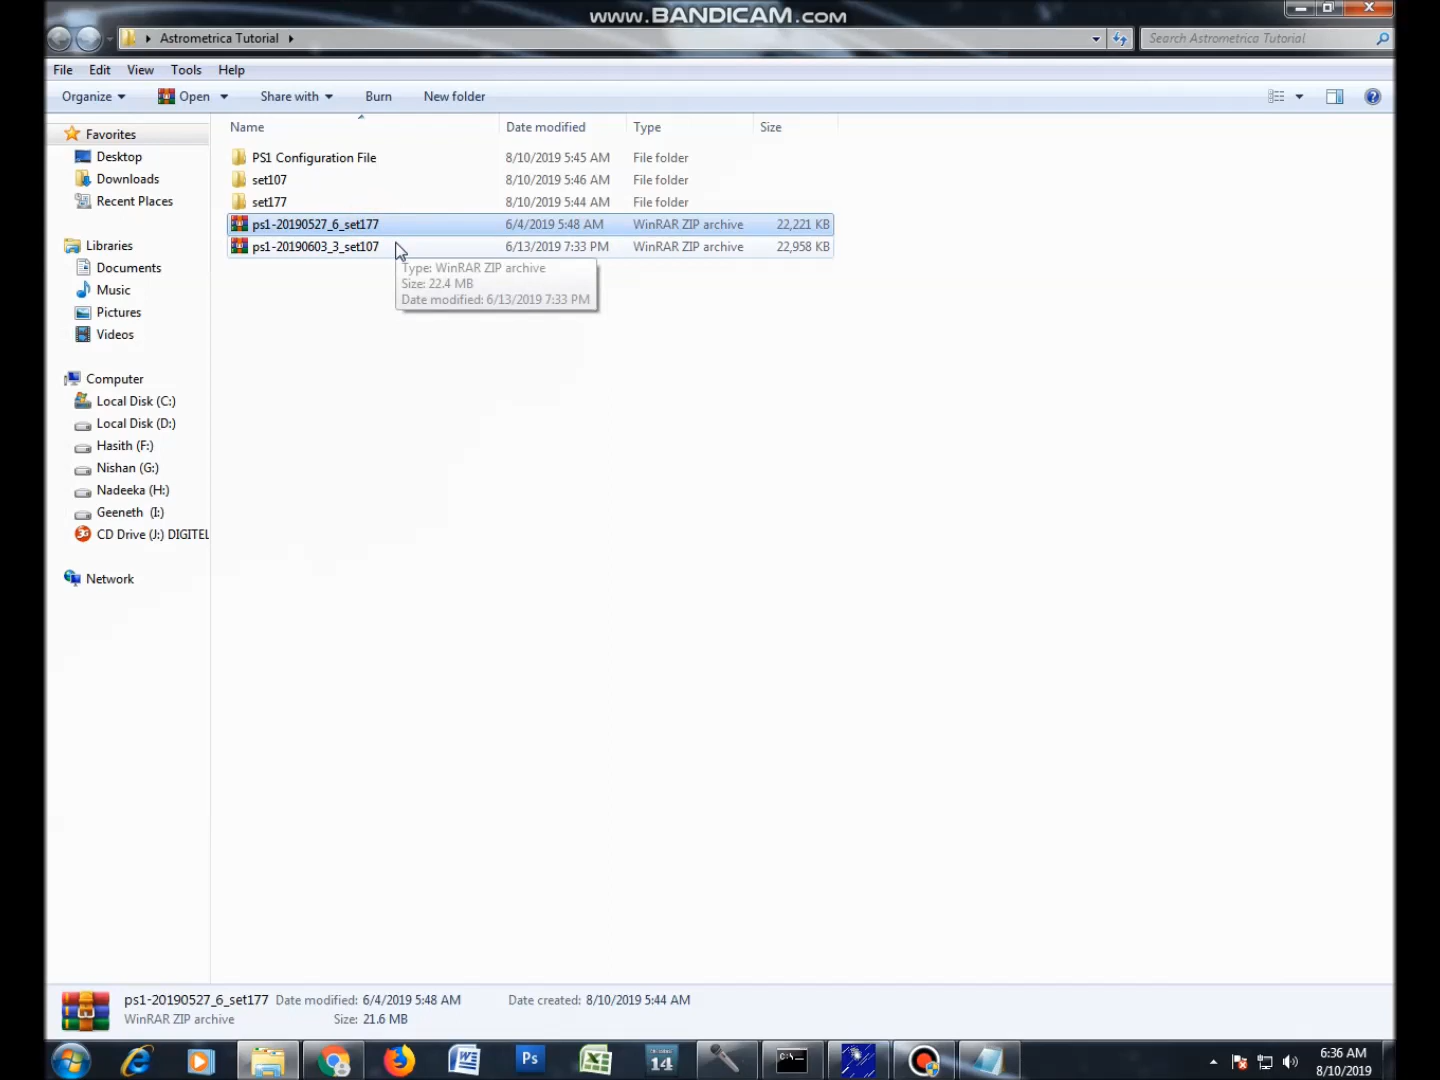 www.BANDICAM.com
Astrometrica Tutorial
Search Astrometrica Tutorial
File Edit View Tools Help
Organize Open Share with Burn New folder
Name Date modified Type Size
Favorites
Desktop
Downloads
Recent Places
Libraries
Documents
Music
Pictures
Videos
Computer
Local Disk (C:)
Local Disk (D:)
Hasith (F:)
Nishan (G:)
Nadeeka (H:)
Geeneth (I:)
CD Drive (J:) DIGITEL
Network
PS1 Configuration File 8/10/2019 5:45 AM File folder
set107 8/10/2019 5:46 AM File folder
set177 8/10/2019 5:44 AM File folder
ps1-20190527_6_set177 6/4/2019 5:48 AM WinRAR ZIP archive 22,221 KB
ps1-20190603_3_set107 6/13/2019 7:33 PM WinRAR ZIP archive 22,958 KB
Type: WinRAR ZIP archive
Size: 22.4 MB
Date modified: 6/13/2019 7:33 PM
ps1-20190527_6_set177 Date modified: 6/4/2019 5:48 AM Date created: 8/10/2019 5:44 AM
WinRAR ZIP archive Size: 21.6 MB
Ps
14
C:\
6:36 AM
8/10/2019